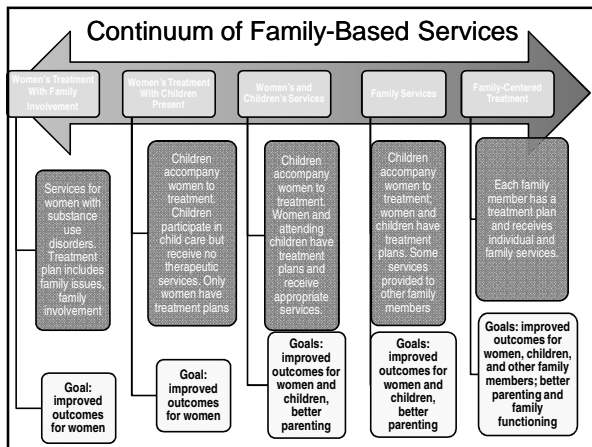 Continuum of Family-Based Services
Women's Treatment
With Family
Involvement
Women's Treatment
With Children
Present
Women's and
Children's Services
Family Services
Family-Centered
Treatment
Services for
women with
substance
use
disorders.
Treatment
plan includes
family issues,
family
involvement
Children
accompany
women to
treatment.
Children
participate in
child care but
receive no
therapeutic
services. Only
women have
treatment plans
Children
accompany
women to
treatment.
Women and
attending
children have
treatment
plans and
receive
appropriate
services.
Children
accompany
women to
treatment;
women and
children have
treatment
plans. Some
services
provided to
other family
members
Each family
member has a
treatment plan
and receives
individual and
family services.
Goal:
improved
outcomes
for women
Goal:
improved
outcomes
for women
Goals:
improved
outcomes for
women and
children,
better
parenting
Goals:
improved
outcomes for
women and
children,
better
parenting
Goals: improved
outcomes for
women, children,
and other family
members; better
parenting and
family
functioning